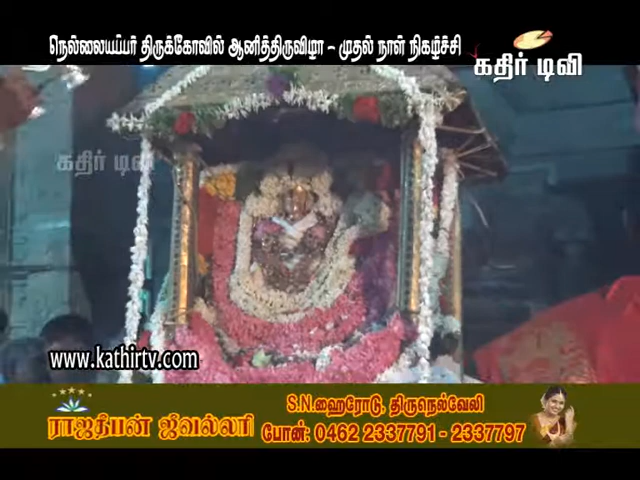 நெல்லையப்பர் திருக்கோவில் ஆனித்திருவிழா - முதல் நாள் நிகழ்ச்சி
கதிர் டிவி
கதிர் டிவி
www.kathirtv.com
ராஜதீபன் ஜீவல்லரி
S.N.ஹைரோடு, திருநெல்வேலி
போன்: 0462 2337791 - 2337797